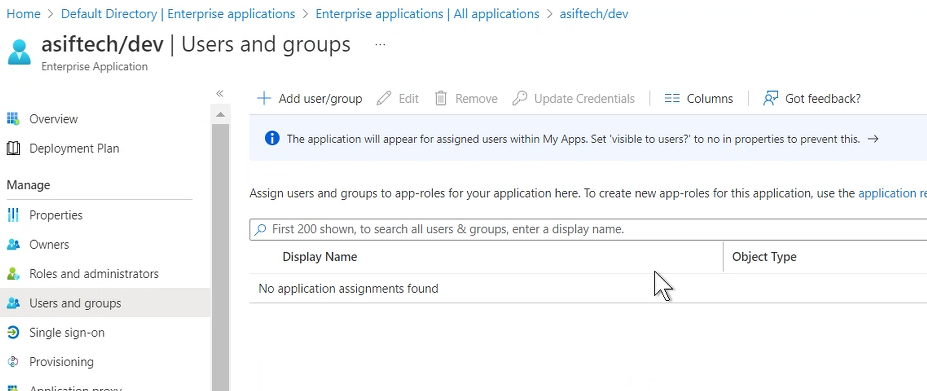 Home > Default Directory | Enterprise applications > Enterprise applications | All applications > asiftech/dev
asiftech/dev | Users and groups ...
Enterprise Application
«
Overview
Deployment Plan
Manage
Properties
Owners
Roles and administrators
Users and groups
Single sign-on
Provisioning
Application proxy
+ Add user/group Edit Remove Update Credentials | Columns | Got feedback?
The application will appear for assigned users within My Apps. Set 'visible to users?' to no in properties to prevent this. →
Assign users and groups to app-roles for your application here. To create new app-roles for this application, use the application re
First 200 shown, to search all users & groups, enter a display name.
Display Name Object Type
No application assignments found